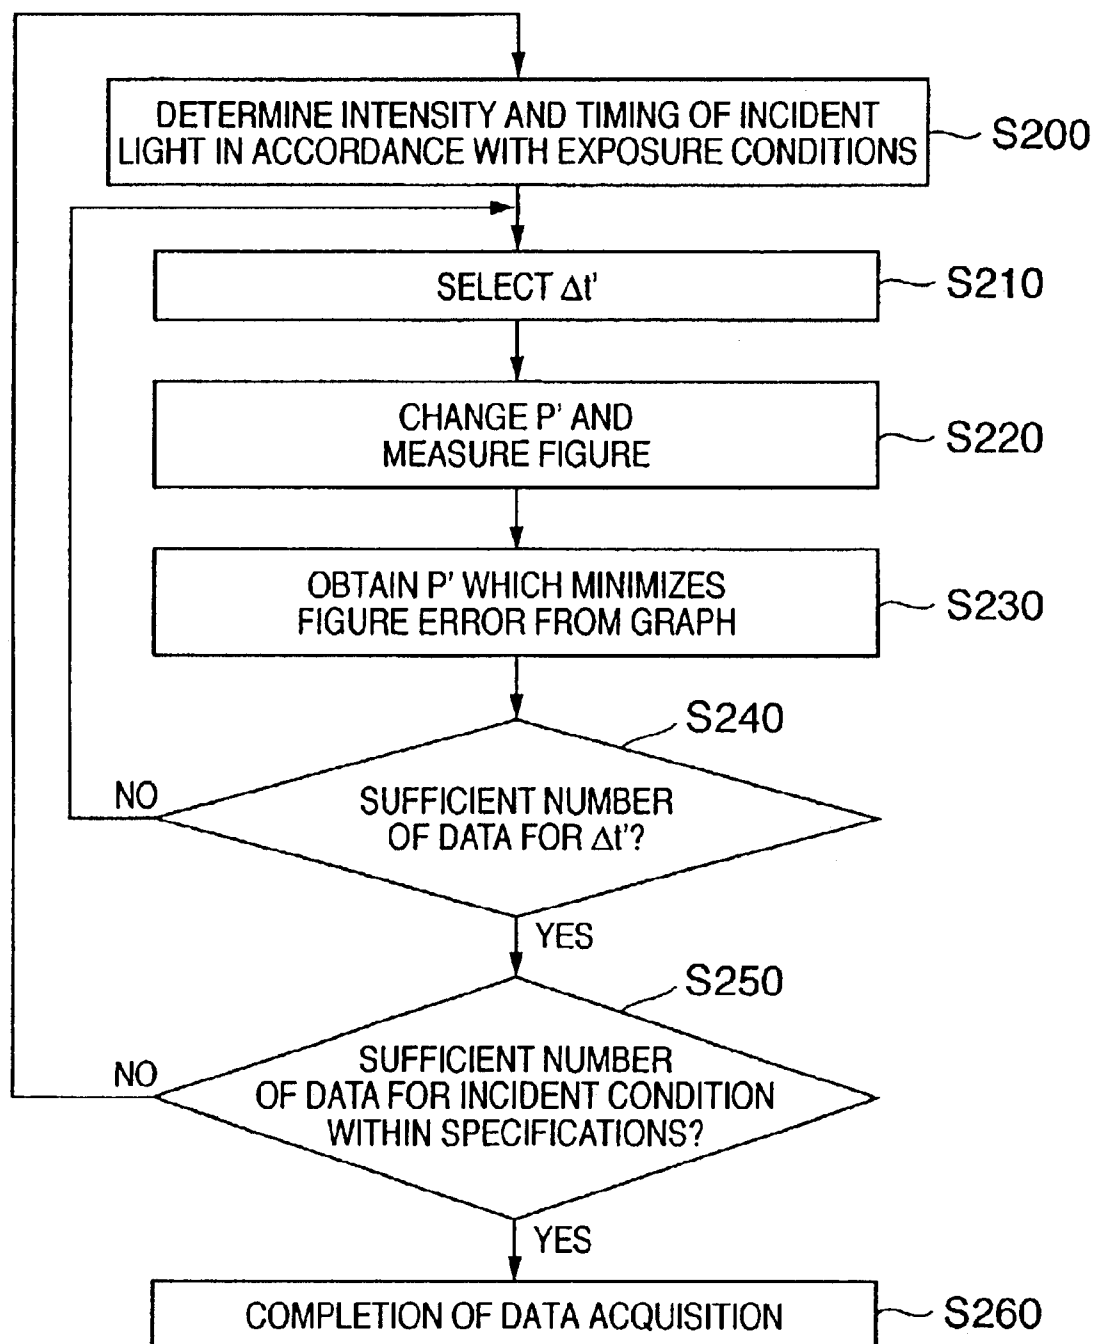 DETERMINE INTENSITY AND TIMING OF INCIDENT
LIGHT IN ACCORDANCE WITH EXPOSURE CONDITIONS
S200
SELECT Δt'
S210
CHANGE P' AND
MEASURE FIGURE
S220
OBTAIN P' WHICH MINIMIZES
FIGURE ERROR FROM GRAPH
S230
S240
NO
SUFFICIENT NUMBER
OF DATA FOR Δt'?
YES
S250
NO
SUFFICIENT NUMBER
OF DATA FOR INCIDENT CONDITION
WITHIN SPECIFICATIONS?
YES
COMPLETION OF DATA ACQUISITION
S260